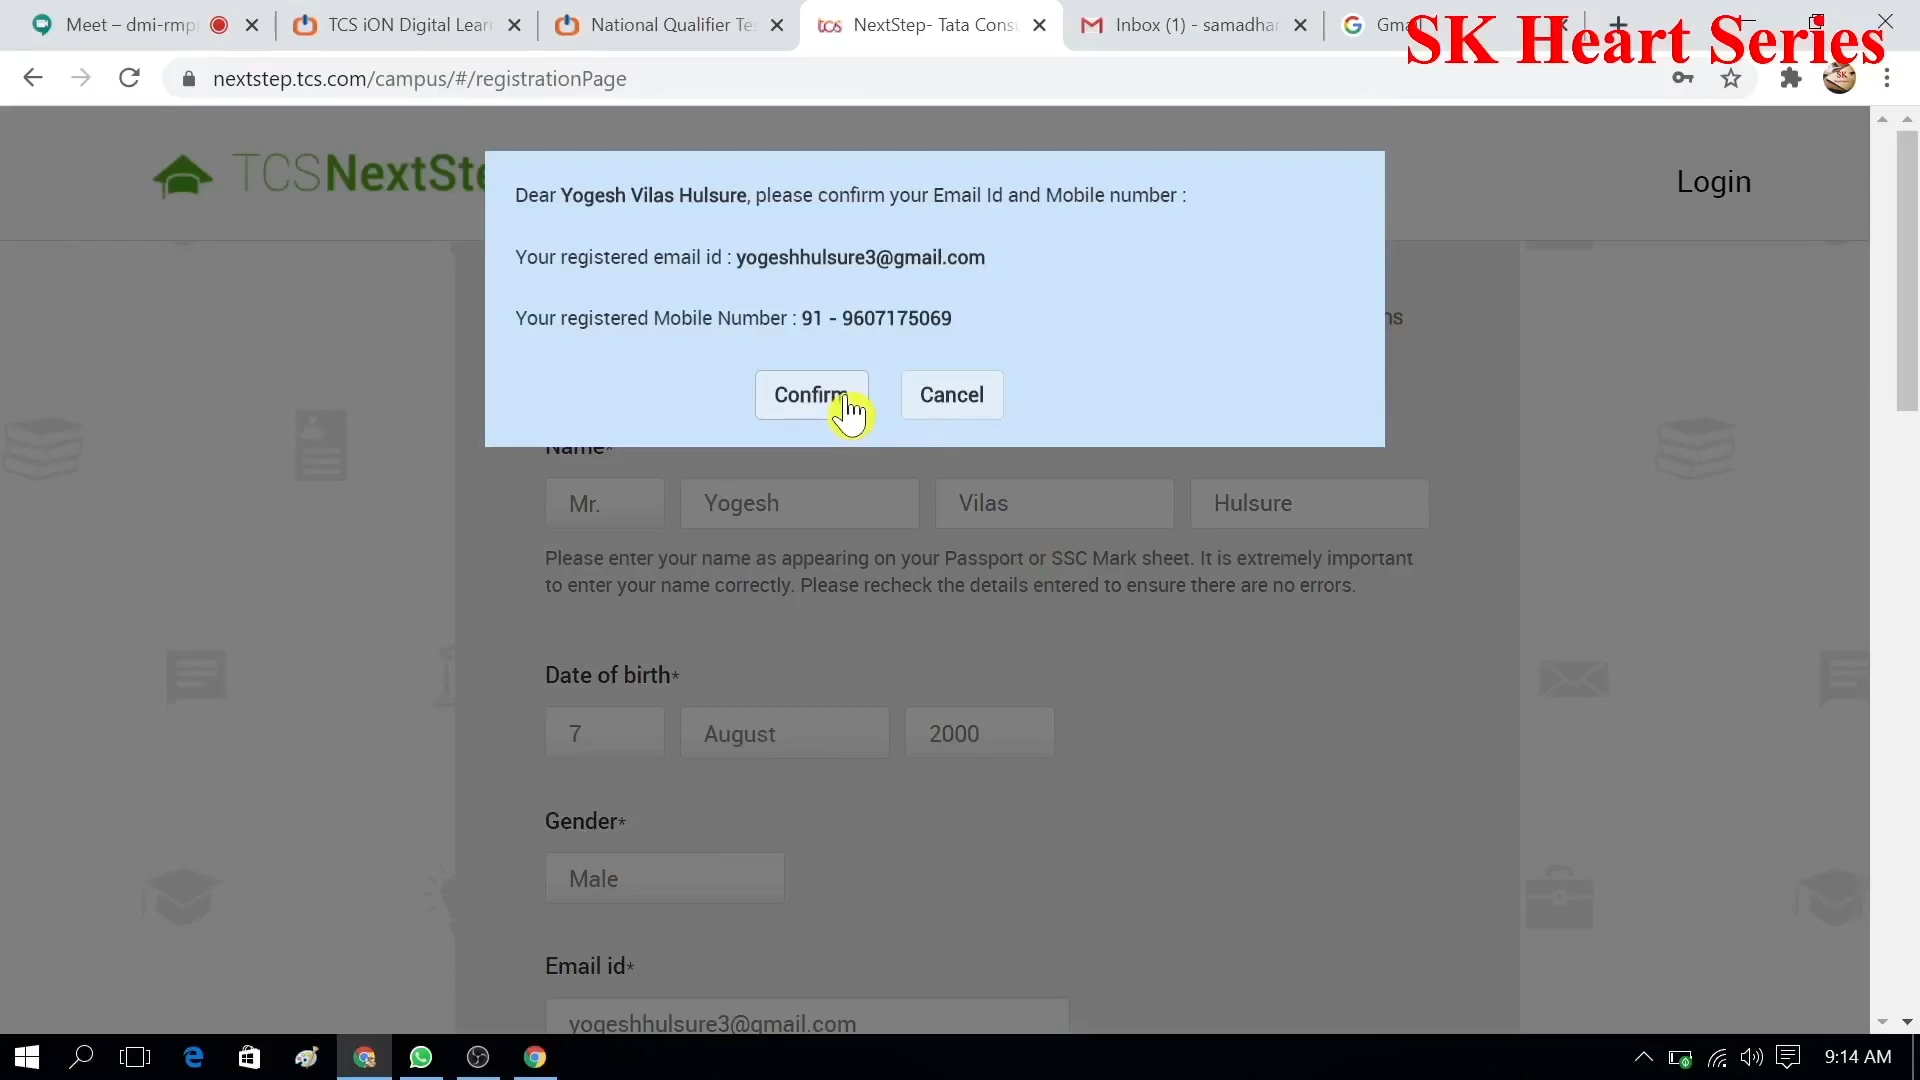 Meet – dmi-rmp
TCS iON Digital Lear
National Qualifier Te
tcs NextStep- Tata Cons
Inbox (1) - samadhar
Gma
SK Heart Series
nextstep.tcs.com/campus/#/registrationPage
TCSNextSte
Login
Dear Yogesh Vilas Hulsure, please confirm your Email Id and Mobile number :
Your registered email id : yogeshhulsure3@gmail.com
Your registered Mobile Number : 91 - 9607175069
ns
Confirm
Cancel
Name*
Mr.
Yogesh
Vilas
Hulsure
Please enter your name as appearing on your Passport or SSC Mark sheet. It is extremely important
to enter your name correctly. Please recheck the details entered to ensure there are no errors.
Date of birth*
7
August
2000
Gender*
Male
Email id*
yogeshhulsure3@gmail.com
9:14 AM